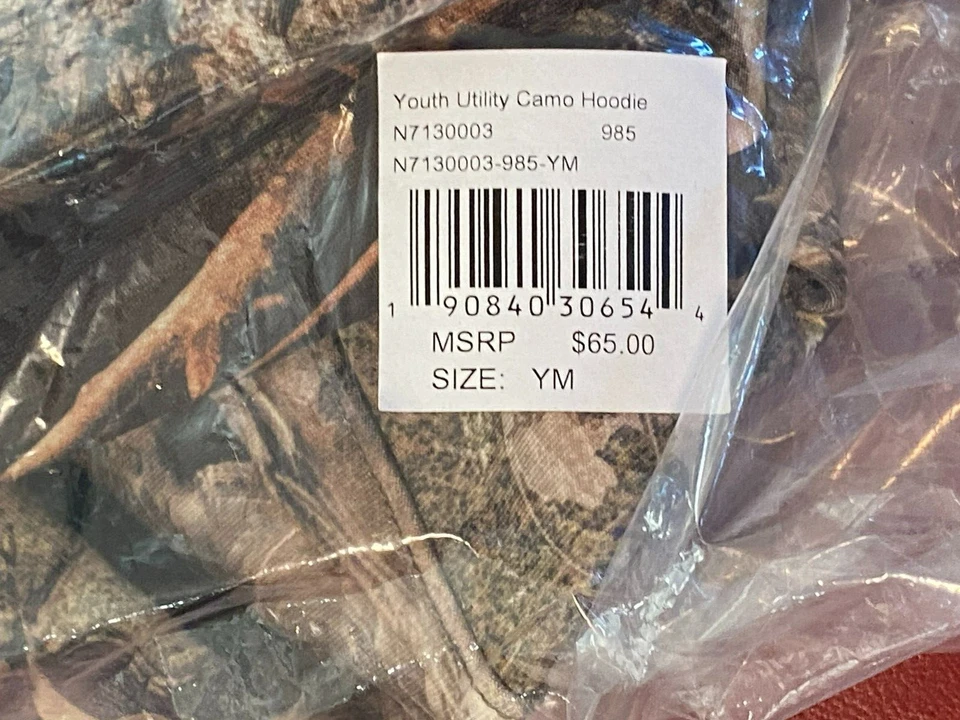 Youth Utility Camo Hoodie
N7130003 985
N7130003-985-YM
1 90840 30654 4
MSRP $65.00
SIZE: YM